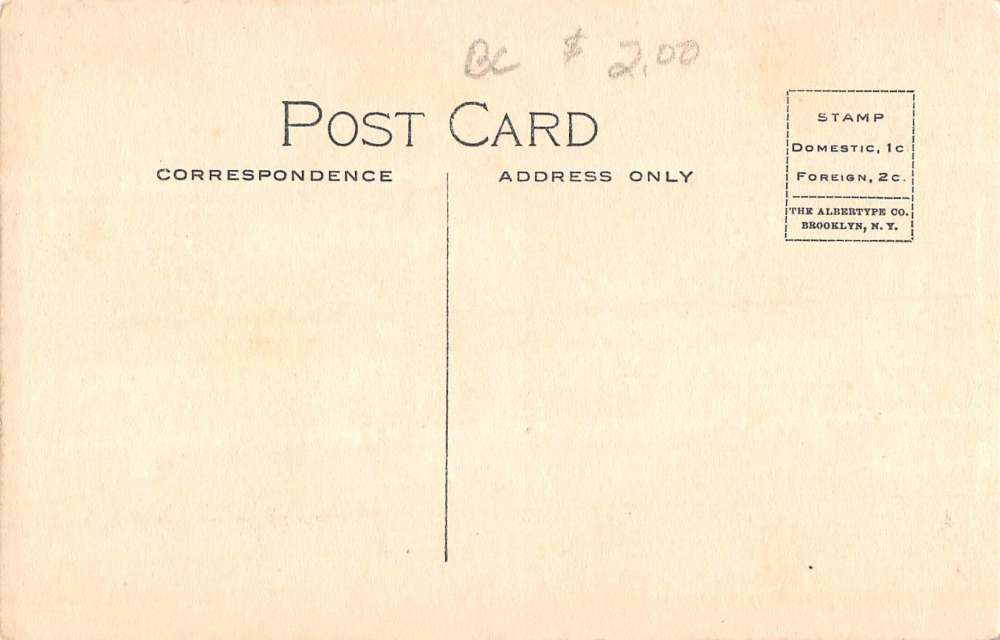 BC $ 2.00
POST CARD
CORRESPONDENCE
ADDRESS ONLY
STAMP
DOMESTIC, 1C
FOREIGN, 2C.
THE ALBERTYPE CO.
BROOKLYN, N. Y.